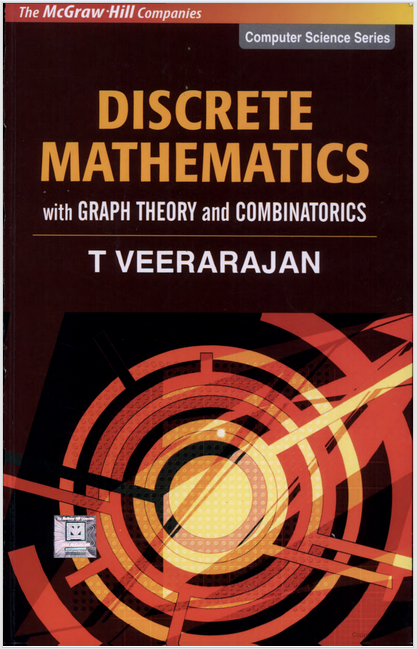 The McGraw·Hill Companies
Computer Science Series
DISCRETE
MATHEMATICS
with GRAPH THEORY and COMBINATORICS
T VEERARAJAN